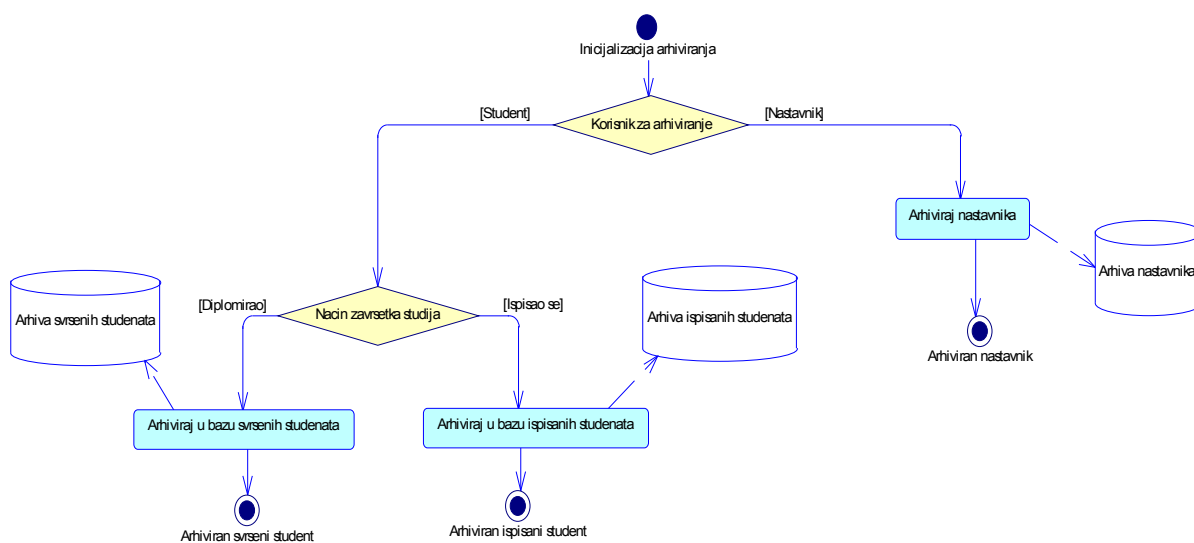 Inicijalizacija arhiviranja
[Student]
Korisnik za arhiviranje
[Nastavnik]
Arhiviraj nastavnika
Arhiva nastavnika
Arhiva svrsenih studenata
[Diplomirao]
Nacin zavrsetka studija
[Ispisao se]
Arhiva ispisanih studenata
Arhiviran nastavnik
Arhiviraj u bazu svrsenih studenata
Arhiviraj u bazu ispisanih studenata
Arhiviran svrseni student
Arhiviran ispisani student